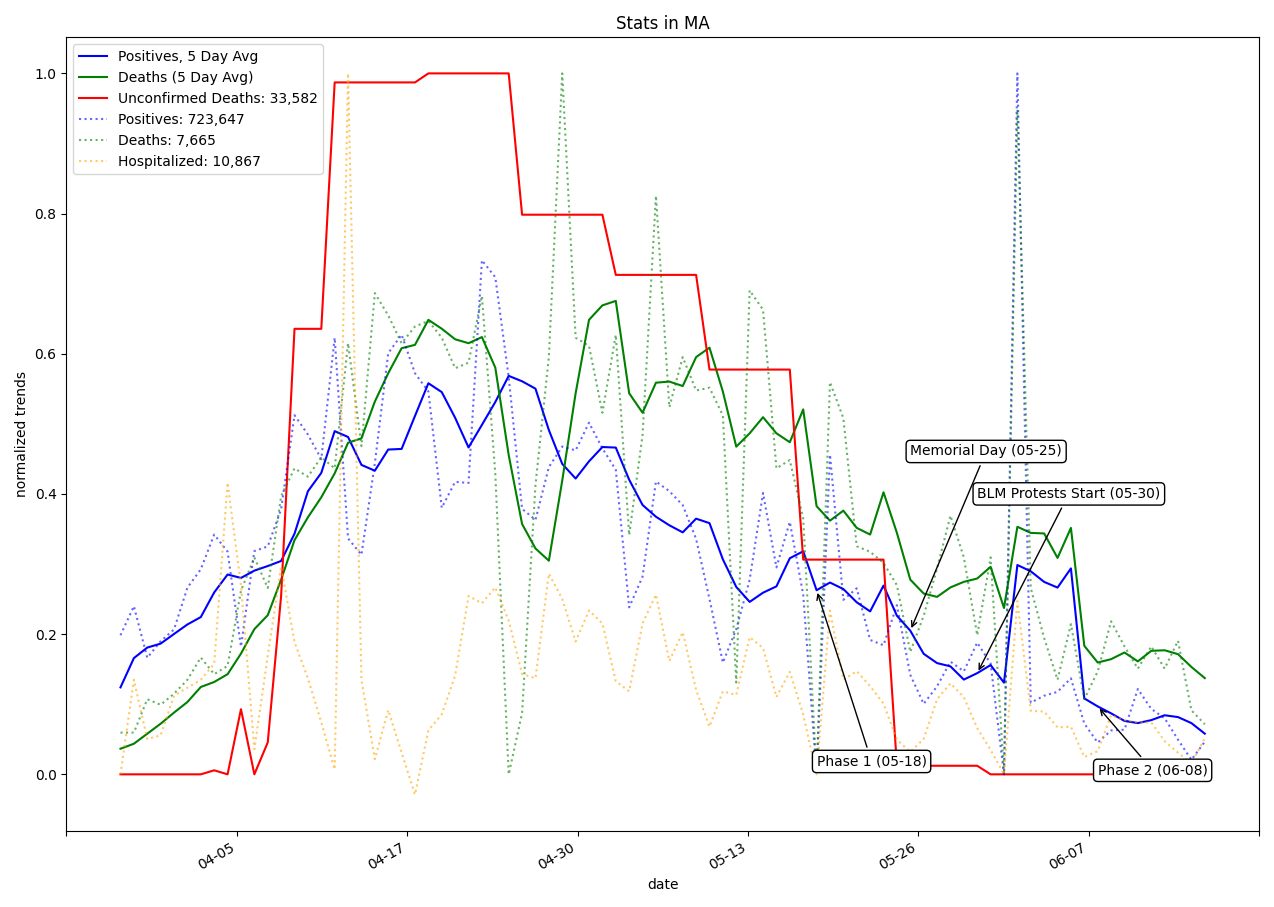 Stats in MA
Positives, 5 Day Avg
Deaths (5 Day Avg)
Unconfirmed Deaths: 33,582
Positives: 723,647
Deaths: 7,665
Hospitalized: 10,867
1.0
0.8
0.6
0.4
0.2
0.0
normalized trends
Memorial Day (05-25)
BLM Protests Start (05-30)
Phase 1 (05-18)
Phase 2 (06-08)
04-05
04-17
04-30
05-13
05-26
06-07
date